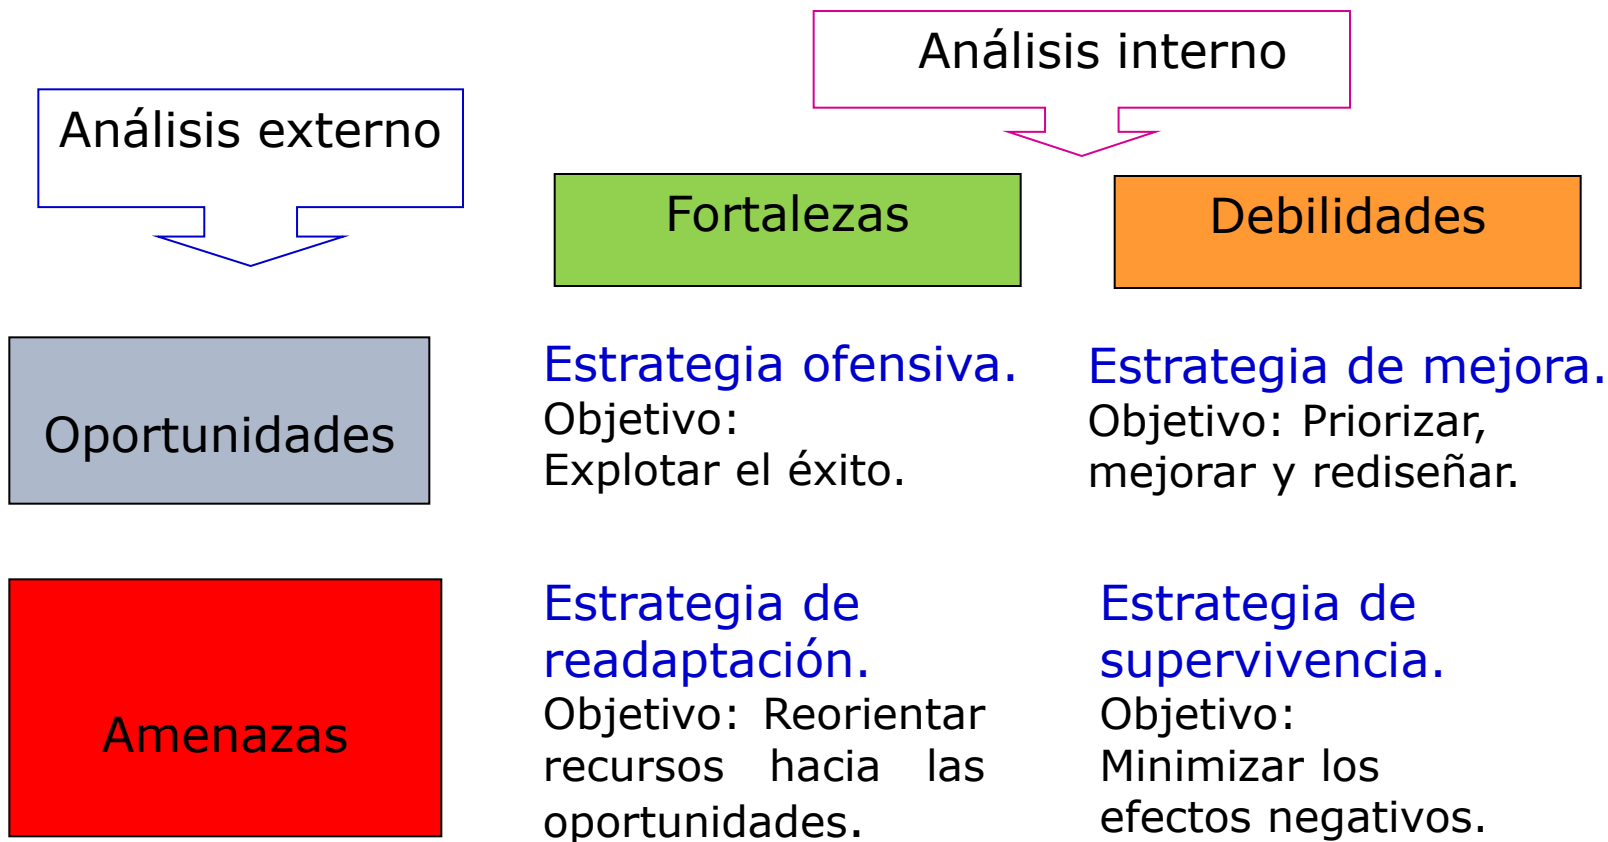 Análisis interno
Análisis externo
Fortalezas
Debilidades
Oportunidades
Estrategia ofensiva.
Objetivo:
Explotar el éxito.
Estrategia de mejora.
Objetivo: Priorizar,
mejorar y rediseñar.
Amenazas
Estrategia de
readaptación.
Objetivo: Reorientar
recursos hacia las
oportunidades.
Estrategia de
supervivencia.
Objetivo:
Minimizar los
efectos negativos.